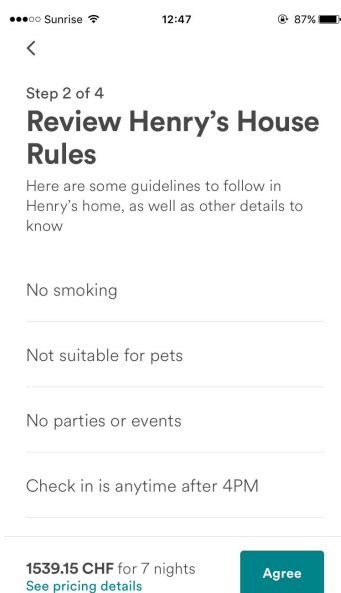 Sunrise 12:47 87%
Step 2 of 4
Review Henry’s House
Rules
Here are some guidelines to follow in
Henry’s home, as well as other details to
know
No smoking
Not suitable for pets
No parties or events
Check in is anytime after 4PM
1539.15 CHF for 7 nights
See pricing details
Agree